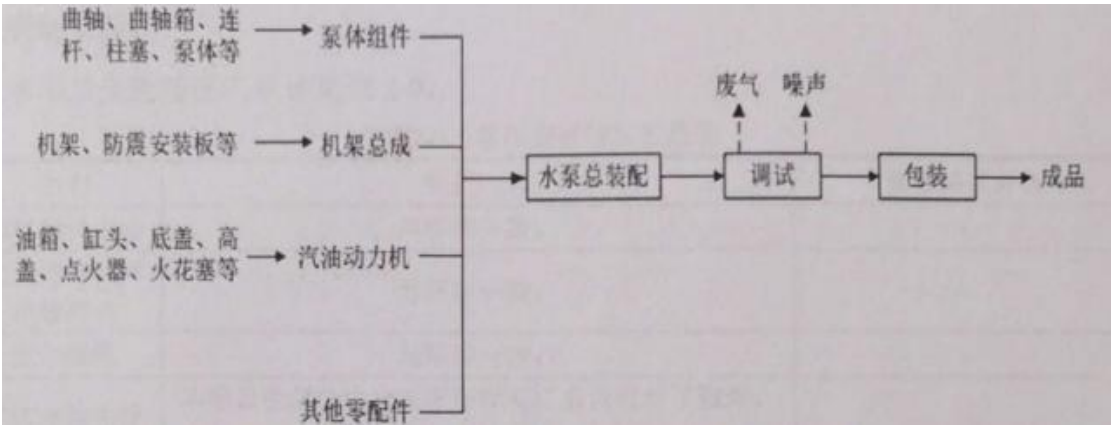 曲轴、曲轴箱、连
杆、柱塞、泵体等
泵体组件
机架、防震安装板等
机架总成
油箱、缸头、底盖、高
盖、点火器、火花塞等
汽油动力机
其他零配件
水泵总装配
废气
噪声
调试
包装
成品